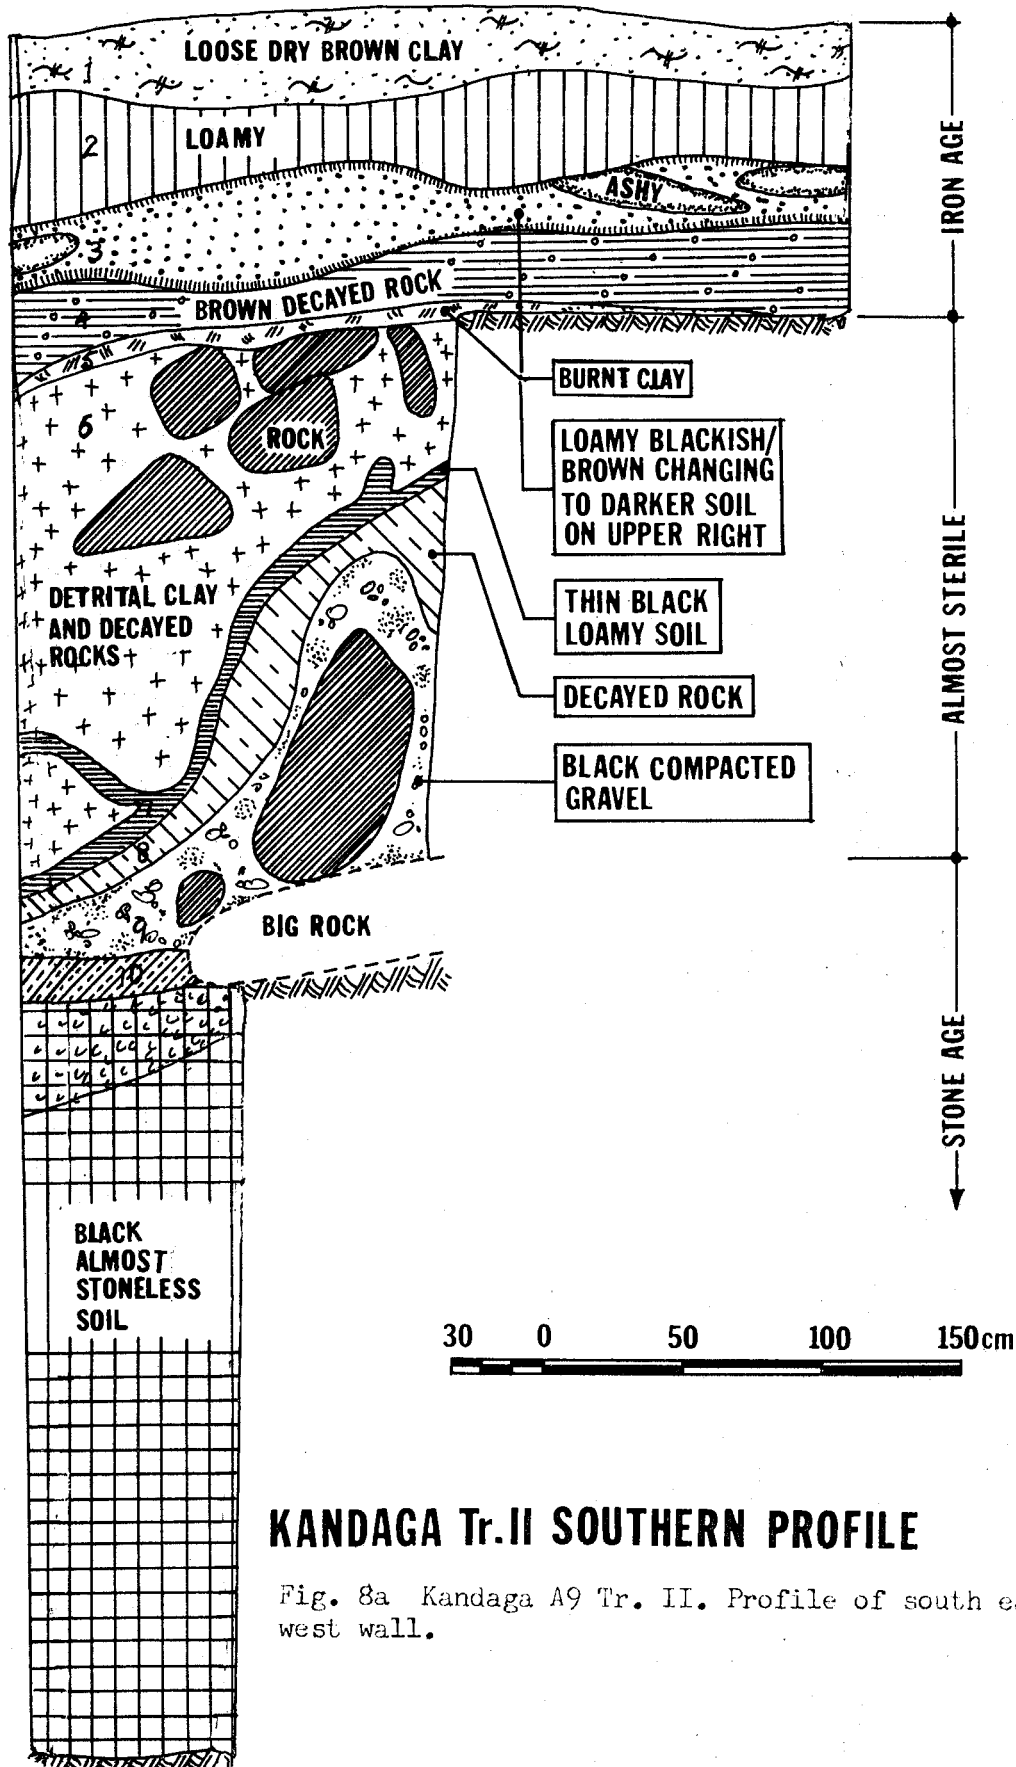 LOOSE DRY BROWN CLAY
1
2
LOAMY
ASHY
3
BROWN DECAYED ROCK
4
5
6
ROCK
BURNT CLAY
LOAMY BLACKISH/
BROWN CHANGING
TO DARKER SOIL
ON UPPER RIGHT
DETRITAL CLAY
AND DECAYED
ROCKS
THIN BLACK
LOAMY SOIL
DECAYED ROCK
BLACK COMPACTED
GRAVEL
8
9
BIG ROCK
10
BLACK
ALMOST
STONELESS
SOIL
IRON AGE
ALMOST STERILE
STONE AGE
30 0 50 100 150cm
KANDAGA Tr.II SOUTHERN PROFILE
Fig. 8a Kandaga A9 Tr. II. Profile of south
west wall.